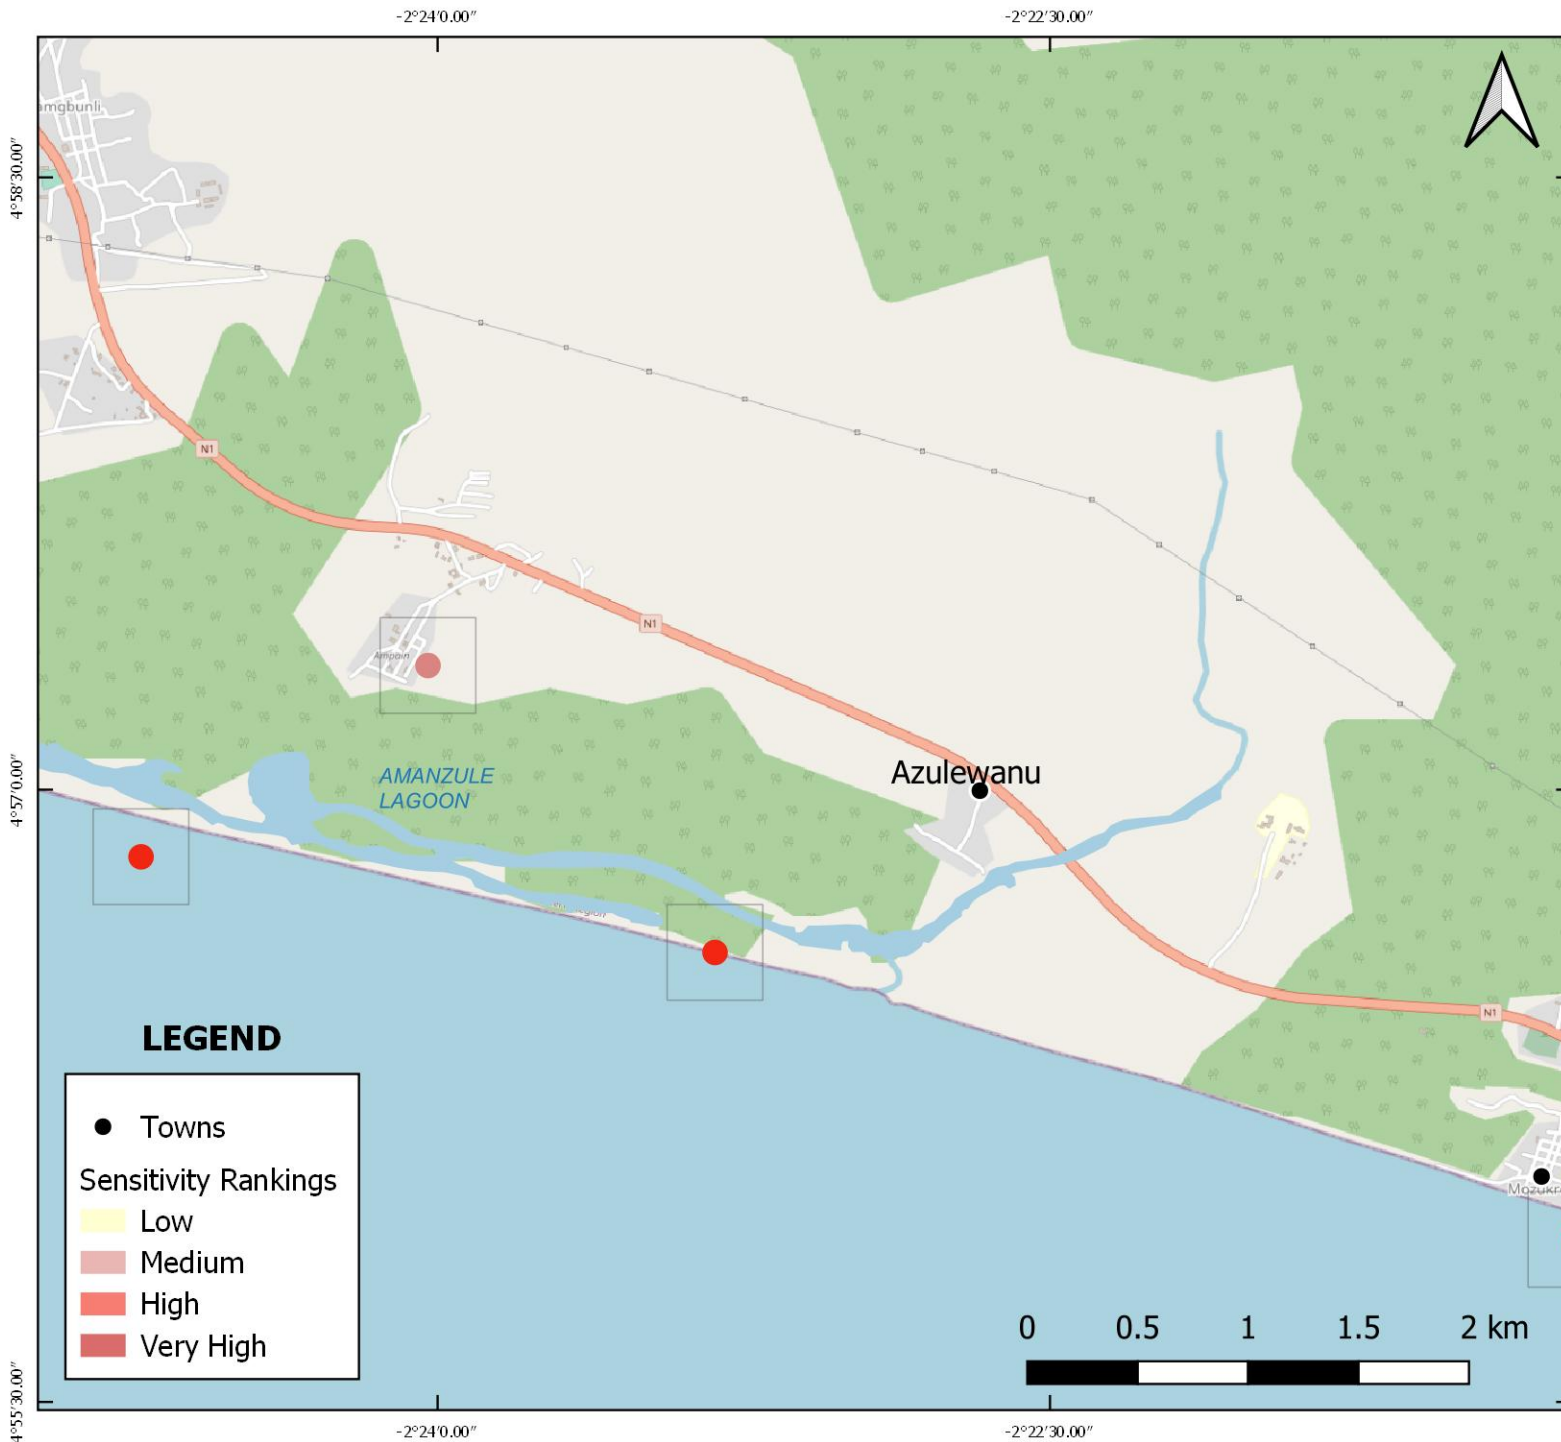 -2°24′0.00″
-2°22′30.00″
4°58′30.00″
N1
N1
Ampain
4°57′0.00″
AMANZULE
LAGOON
Azulewanu
N1
LEGEND
Towns
Sensitivity Rankings
Low
Medium
High
Very High
0 0.5 1 1.5 2 km
4°55′30.00″
-2°24′0.00″
-2°22′30.00″